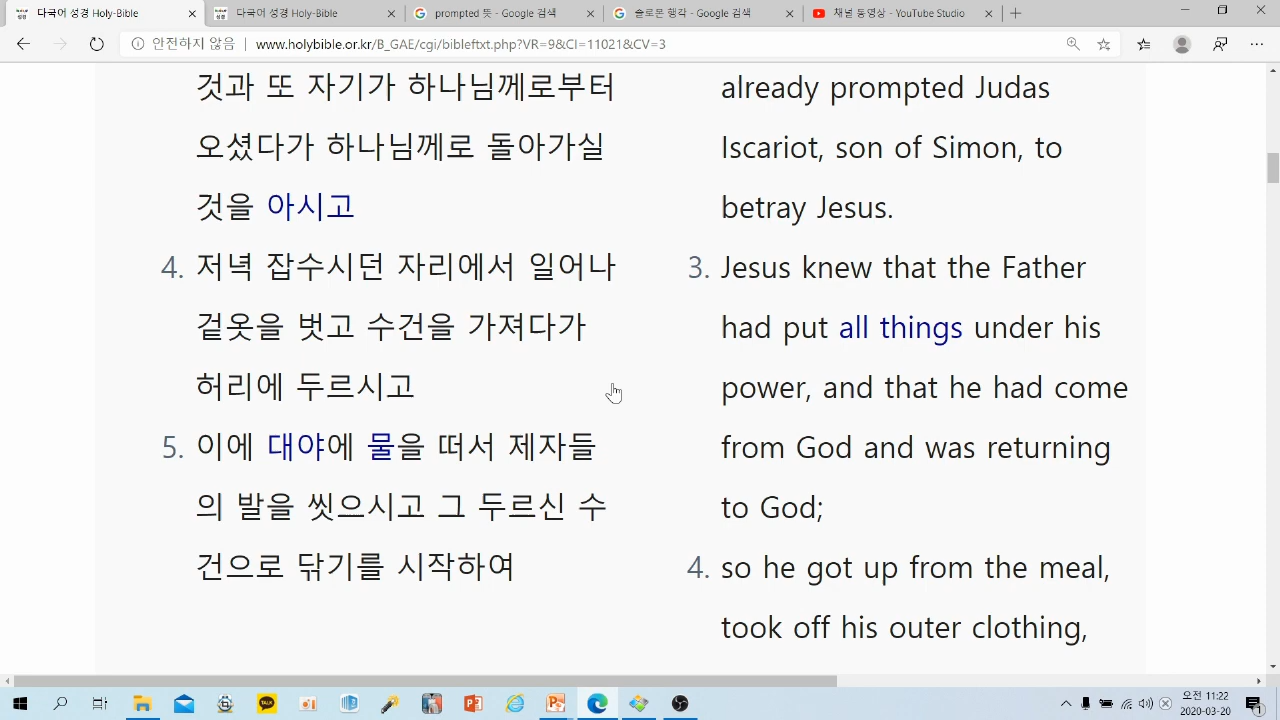 다국어 성경 Holy-Bible
다국어 성경 Holy-Bible
prompted 뜻 - Google 검색
솔로몬 행각 - Google 검색
채널 동영상 - YouTube Studio
안전하지 않음
www.holybible.or.kr/B_GAE/cgi/bibleftxt.php?VR=9&CI=11021&CV=3
것과 또 자기가 하나님께로부터
오셨다가 하나님께로 돌아가실
것을 아시고
4. 저녁 잡수시던 자리에서 일어나
겉옷을 벗고 수건을 가져다가
허리에 두르시고
5. 이에 대야에 물을 떠서 제자들
의 발을 씻으시고 그 두르신 수
건으로 닦기를 시작하여
already prompted Judas
Iscariot, son of Simon, to
betray Jesus.
3. Jesus knew that the Father
had put all things under his
power, and that he had come
from God and was returning
to God;
4. so he got up from the meal,
took off his outer clothing,
TALK
오전 11:22
2020-03-20
1